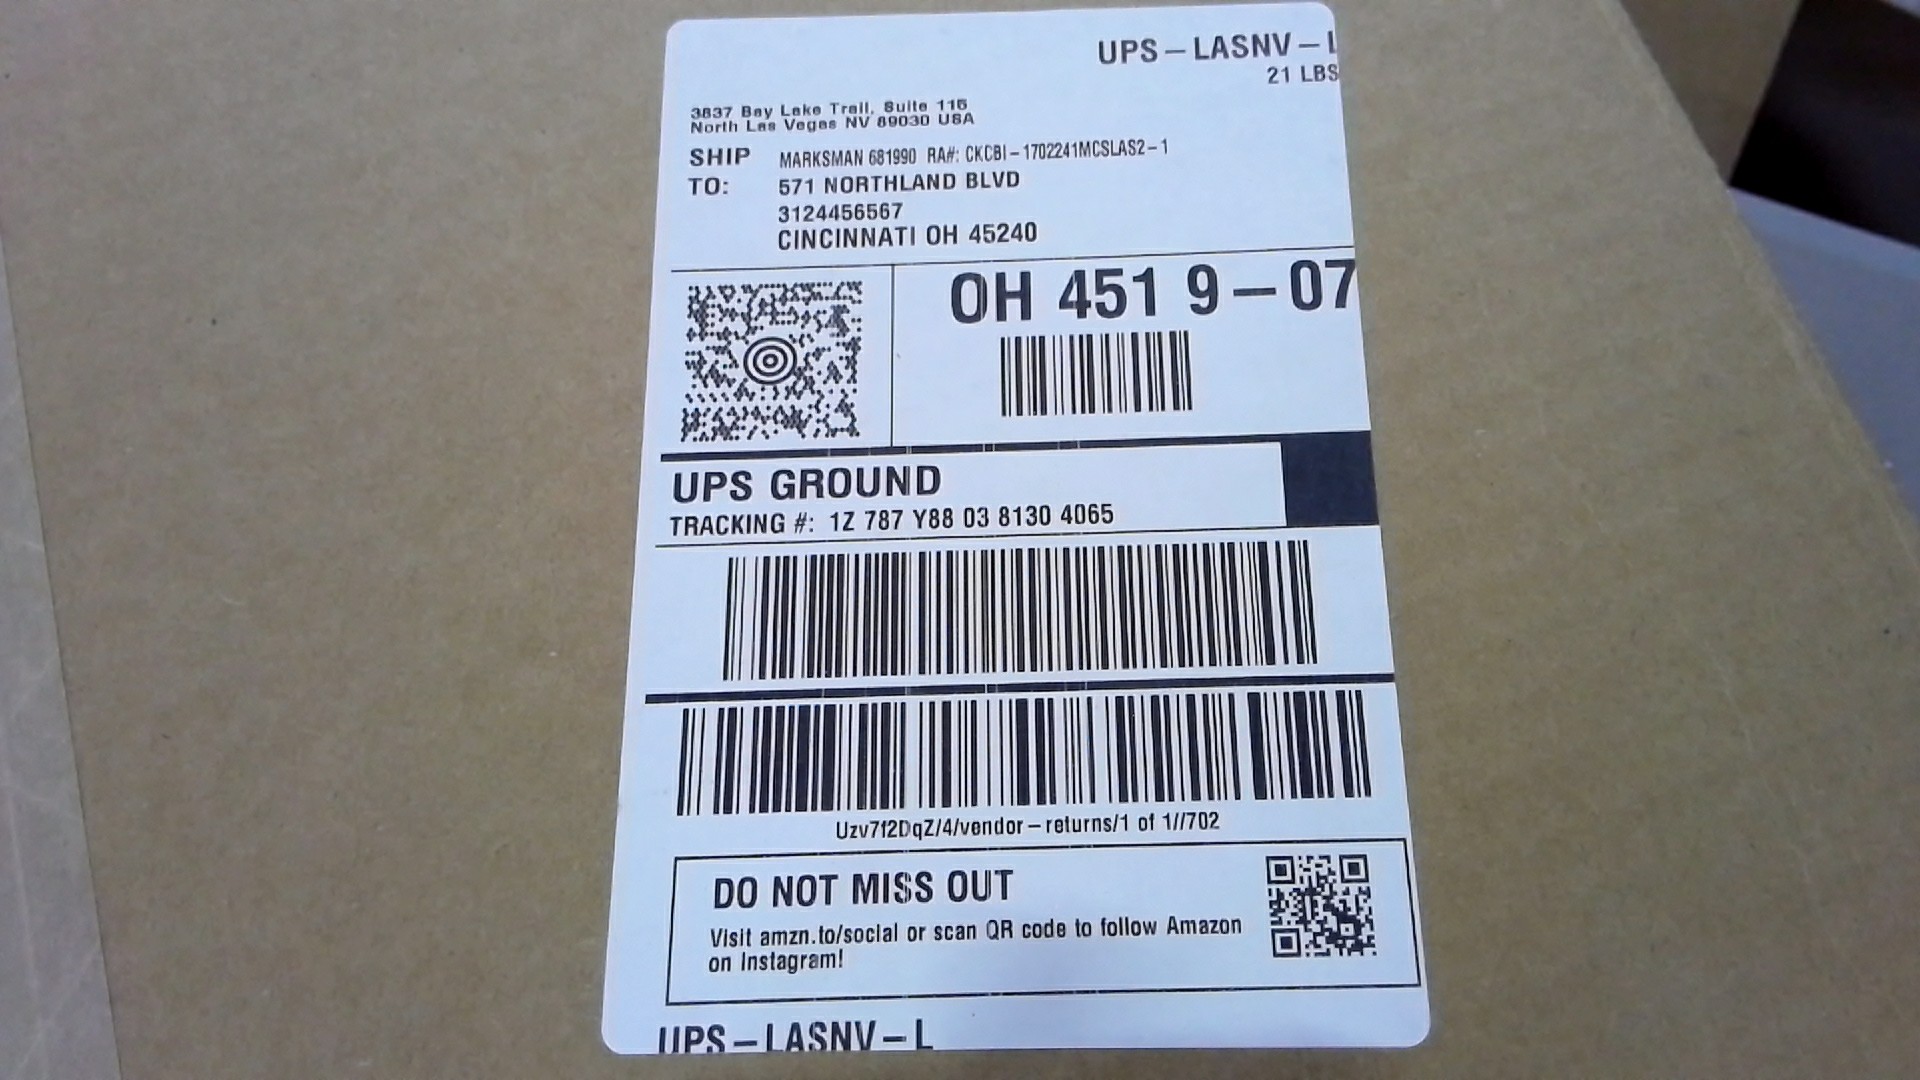 UPS-LASNV-L
21 LBS
3837 Bay Lake Trail, Suite 115
North Las Vegas NV 89030 USA
SHIP MARKSMAN 681990 RA#: CKCBI-1702241MCSLAS2-1
TO: 571 NORTHLAND BLVD
3124456567
CINCINNATI OH 45240
OH 451 9-07
UPS GROUND
TRACKING #: 1Z 787 Y88 03 8130 4065
Uzv7f2DqZ/4/vendor-returns/1 of 1//702
DO NOT MISS OUT
Visit amzn.to/social or scan QR code to follow Amazon
on Instagram!
UPS-LASNV-L